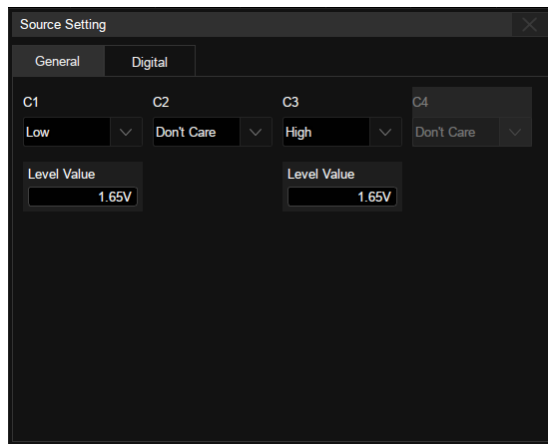 Source Setting
General Digital
C1 C2 C3 C4
Low Don't Care High Don't Care
Level Value Level Value
1.65V 1.65V